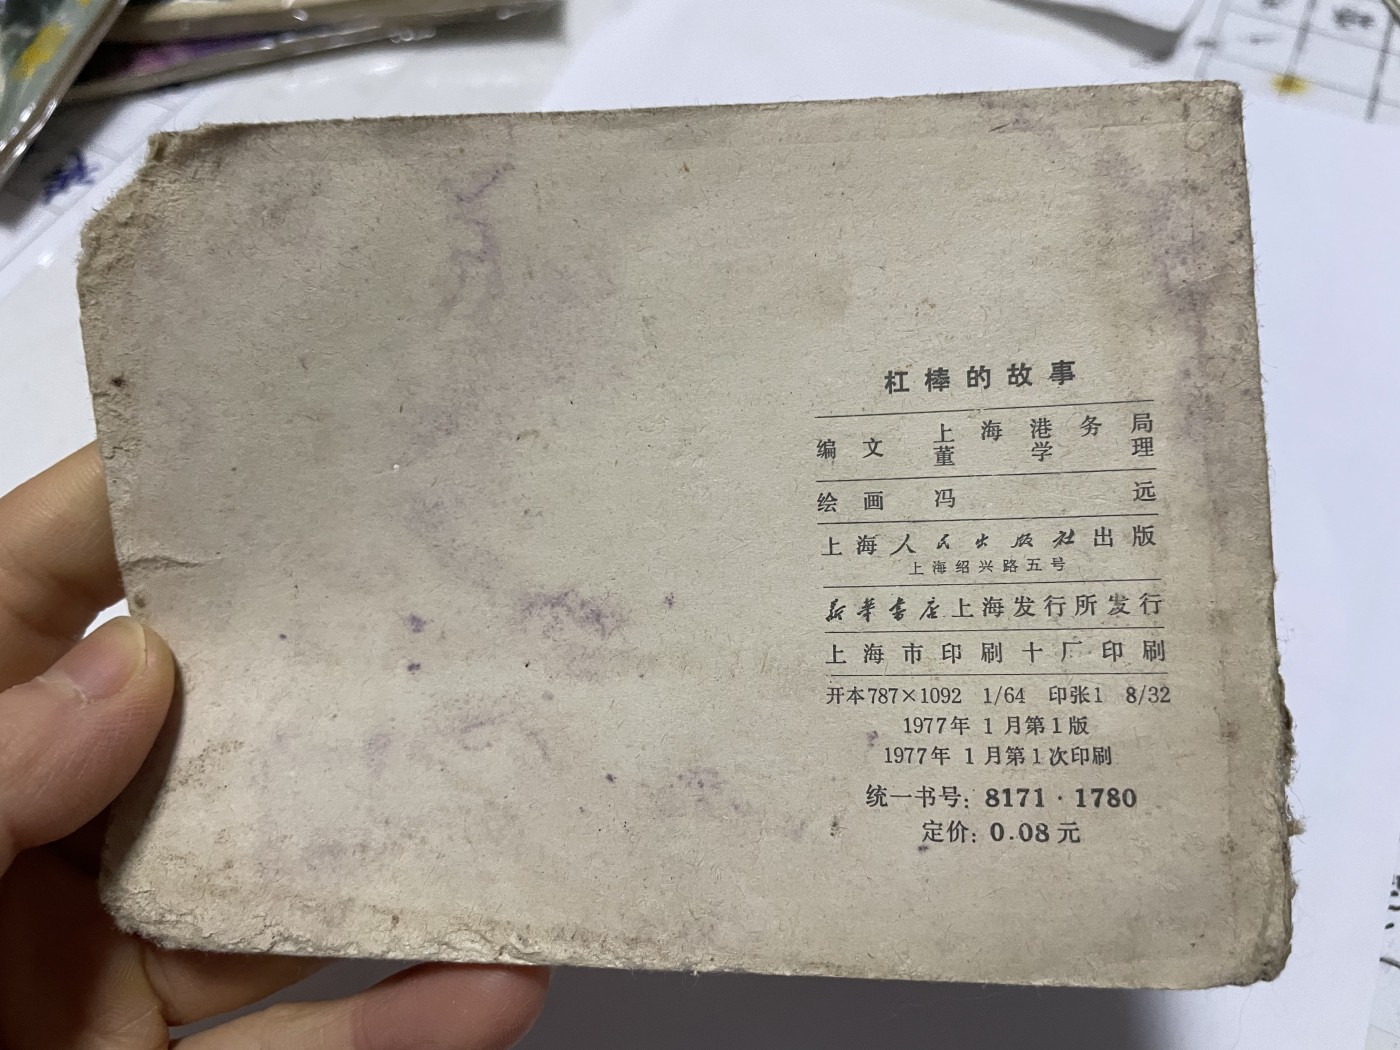 杠棒的故事
编文 上海港务局
董学理
绘画 冯远
上海人民出版社出版
上海绍兴路五号
新华书店上海发行所发行
上海市印刷十厂印刷
开本787×1092 1/64 印张1 8/32
1977年1月第1版
1977年1月第1次印刷
统一书号：8171·1780
定价：0.08元